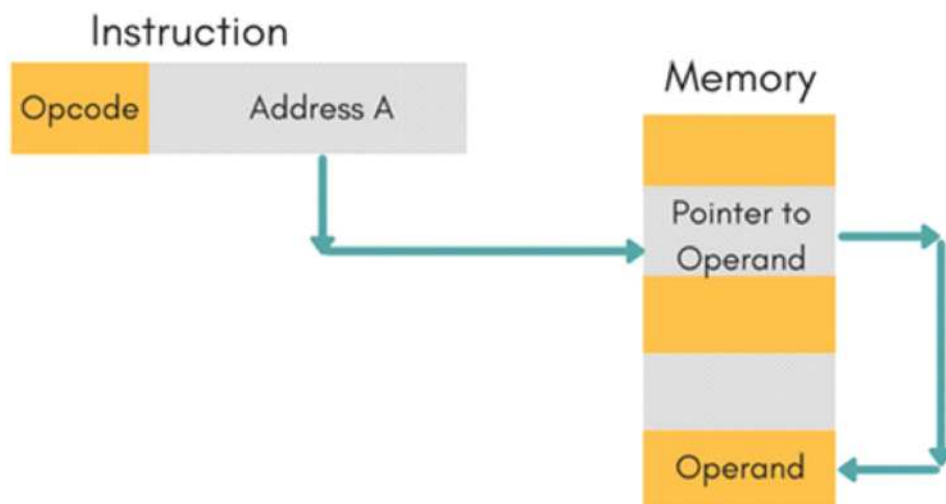 Instruction
Opcode
Address A
Memory
Pointer to
Operand
Operand